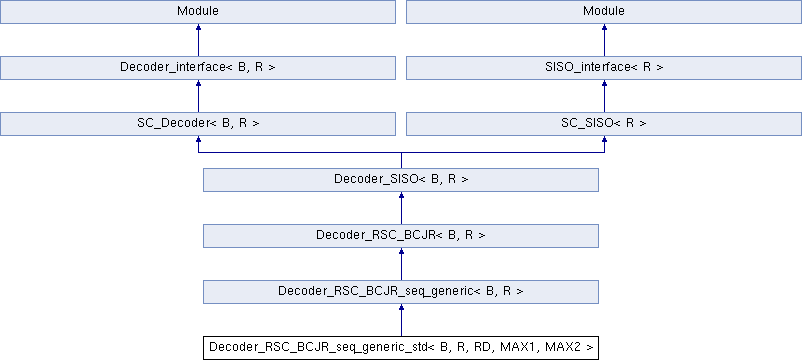 Module
Module
Decoder_interface< B, R >
SISO_interface< R >
SC_Decoder< B, R >
SC_SISO< R >
Decoder_SISO< B, R >
Decoder_RSC_BCJR< B, R >
Decoder_RSC_BCJR_seq_generic< B, R >
Decoder_RSC_BCJR_seq_generic_std< B, R, RD, MAX1, MAX2 >